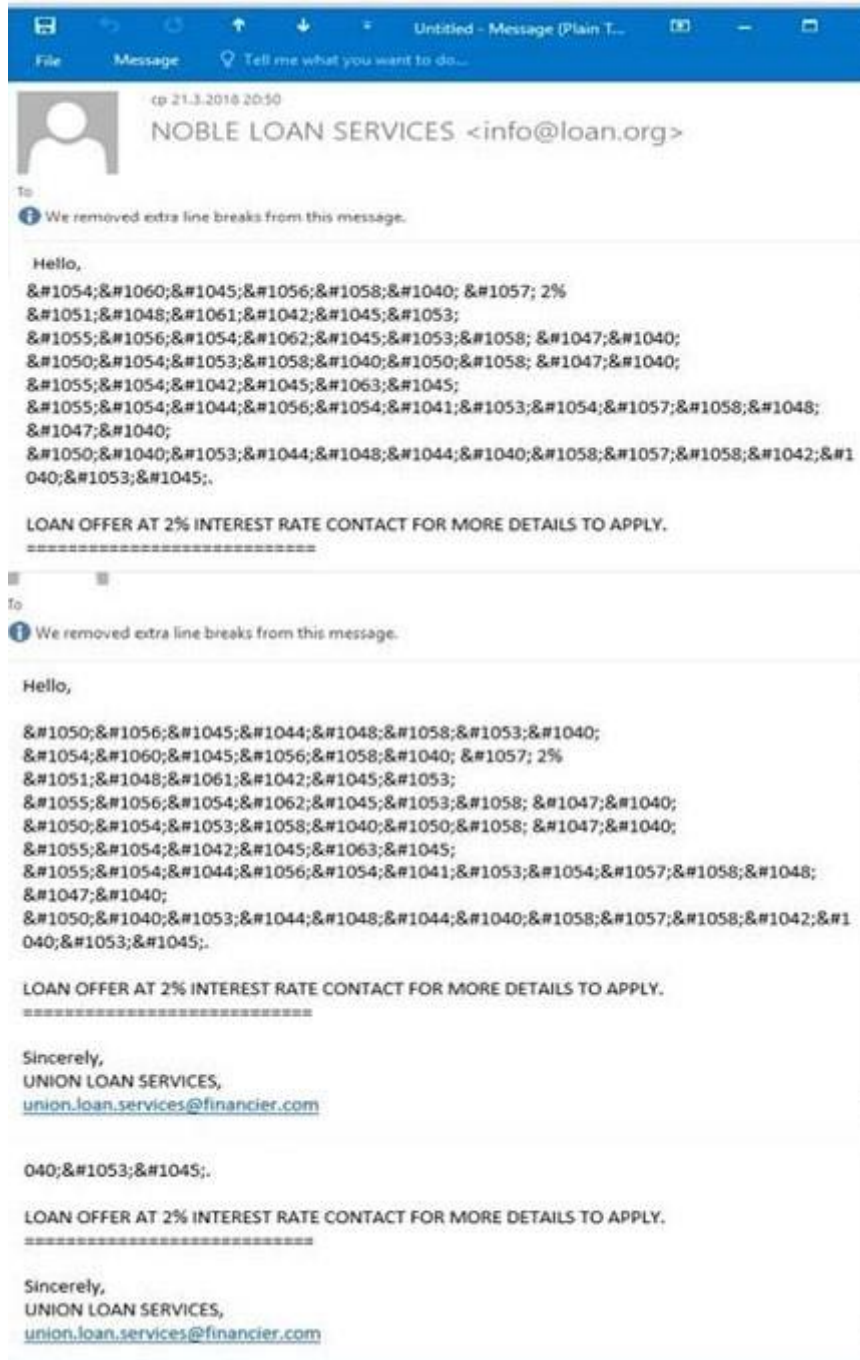 Untitled - Message (Plain T...
File Message Tell me what you want to do...
ср 21.3.2018 20:50
NOBLE LOAN SERVICES <info@loan.org>
To
We removed extra line breaks from this message.
Hello,
&#1054;&#1060;&#1045;&#1056;&#1058;&#1040; &#1057; 2%
&#1051;&#1048;&#1061;&#1042;&#1045;&#1053;
&#1055;&#1056;&#1054;&#1062;&#1045;&#1053;&#1058; &#1047;&#1040;
&#1050;&#1054;&#1053;&#1058;&#1040;&#1050;&#1058; &#1047;&#1040;
&#1055;&#1054;&#1042;&#1045;&#1063;&#1045;
&#1055;&#1054;&#1044;&#1056;&#1054;&#1041;&#1053;&#1054;&#1057;&#1058;&#1048;
&#1047;&#1040;
&#1050;&#1040;&#1053;&#1044;&#1048;&#1044;&#1040;&#1058;&#1057;&#1058;&#1042;&#1
040;&#1053;&#1045;.
LOAN OFFER AT 2% INTEREST RATE CONTACT FOR MORE DETAILS TO APPLY.
============================
To
We removed extra line breaks from this message.
Hello,
&#1050;&#1056;&#1045;&#1044;&#1048;&#1058;&#1053;&#1040;
&#1054;&#1060;&#1045;&#1056;&#1058;&#1040; &#1057; 2%
&#1051;&#1048;&#1061;&#1042;&#1045;&#1053;
&#1055;&#1056;&#1054;&#1062;&#1045;&#1053;&#1058; &#1047;&#1040;
&#1050;&#1054;&#1053;&#1058;&#1040;&#1050;&#1058; &#1047;&#1040;
&#1055;&#1054;&#1042;&#1045;&#1063;&#1045;
&#1055;&#1054;&#1044;&#1056;&#1054;&#1041;&#1053;&#1054;&#1057;&#1058;&#1048;
&#1047;&#1040;
&#1050;&#1040;&#1053;&#1044;&#1048;&#1044;&#1040;&#1058;&#1057;&#1058;&#1042;&#1
040;&#1053;&#1045;.
LOAN OFFER AT 2% INTEREST RATE CONTACT FOR MORE DETAILS TO APPLY.
============================
Sincerely,
UNION LOAN SERVICES,
union.loan.services@financier.com
040;&#1053;&#1045;.
LOAN OFFER AT 2% INTEREST RATE CONTACT FOR MORE DETAILS TO APPLY.
============================
Sincerely,
UNION LOAN SERVICES,
union.loan.services@financier.com